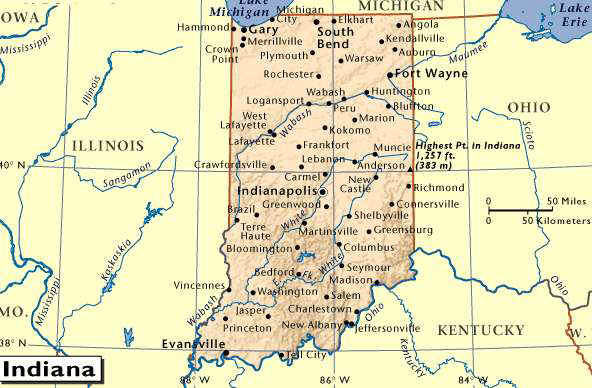 Lake
Michigan
MICHIGAN
Lake
Erie
IOWA
Mississippi
Illinois
ILLINOIS
Sangamon
Kaskaskia
Mississippi
MO.
OHIO
Maumee
Scioto
Michigan
City
Elkhart
Angola
Hammond
Gary
South
Bend
Merrillville
Kendallville
Crown
Point
Plymouth
Auburn
Warsaw
Rochester
Fort Wayne
Wabash
Huntington
Logansport
Peru
Bluffton
West
Lafayette
Wabash
Marion
Lafayette
Kokomo
Frankfort
Muncie
Highest Pt. in Indiana
1,257 ft.
(383 m)
40°N
40°N
Lebanon
Crawfordsville
Anderson
Carmel
New
Castle
Richmond
Indianapolis
Greenwood
Connersville
Brazil
White
Shelbyville
Terre
Haute
Martinsville
Greensburg
Bloomington
Columbus
E. Fk. White
Bedford
Seymour
Madison
Vincennes
Washington
Salem
Wabash
Jasper
Charlestown
Ohio
Princeton
New Albany
Jeffersonville
Evansville
Tell City
50 Miles
50 Kilometers
0
0
Ohio
KENTUCKY
Kentucky
W.
38°N
38°N
88°W
86°W
84°W
Indiana